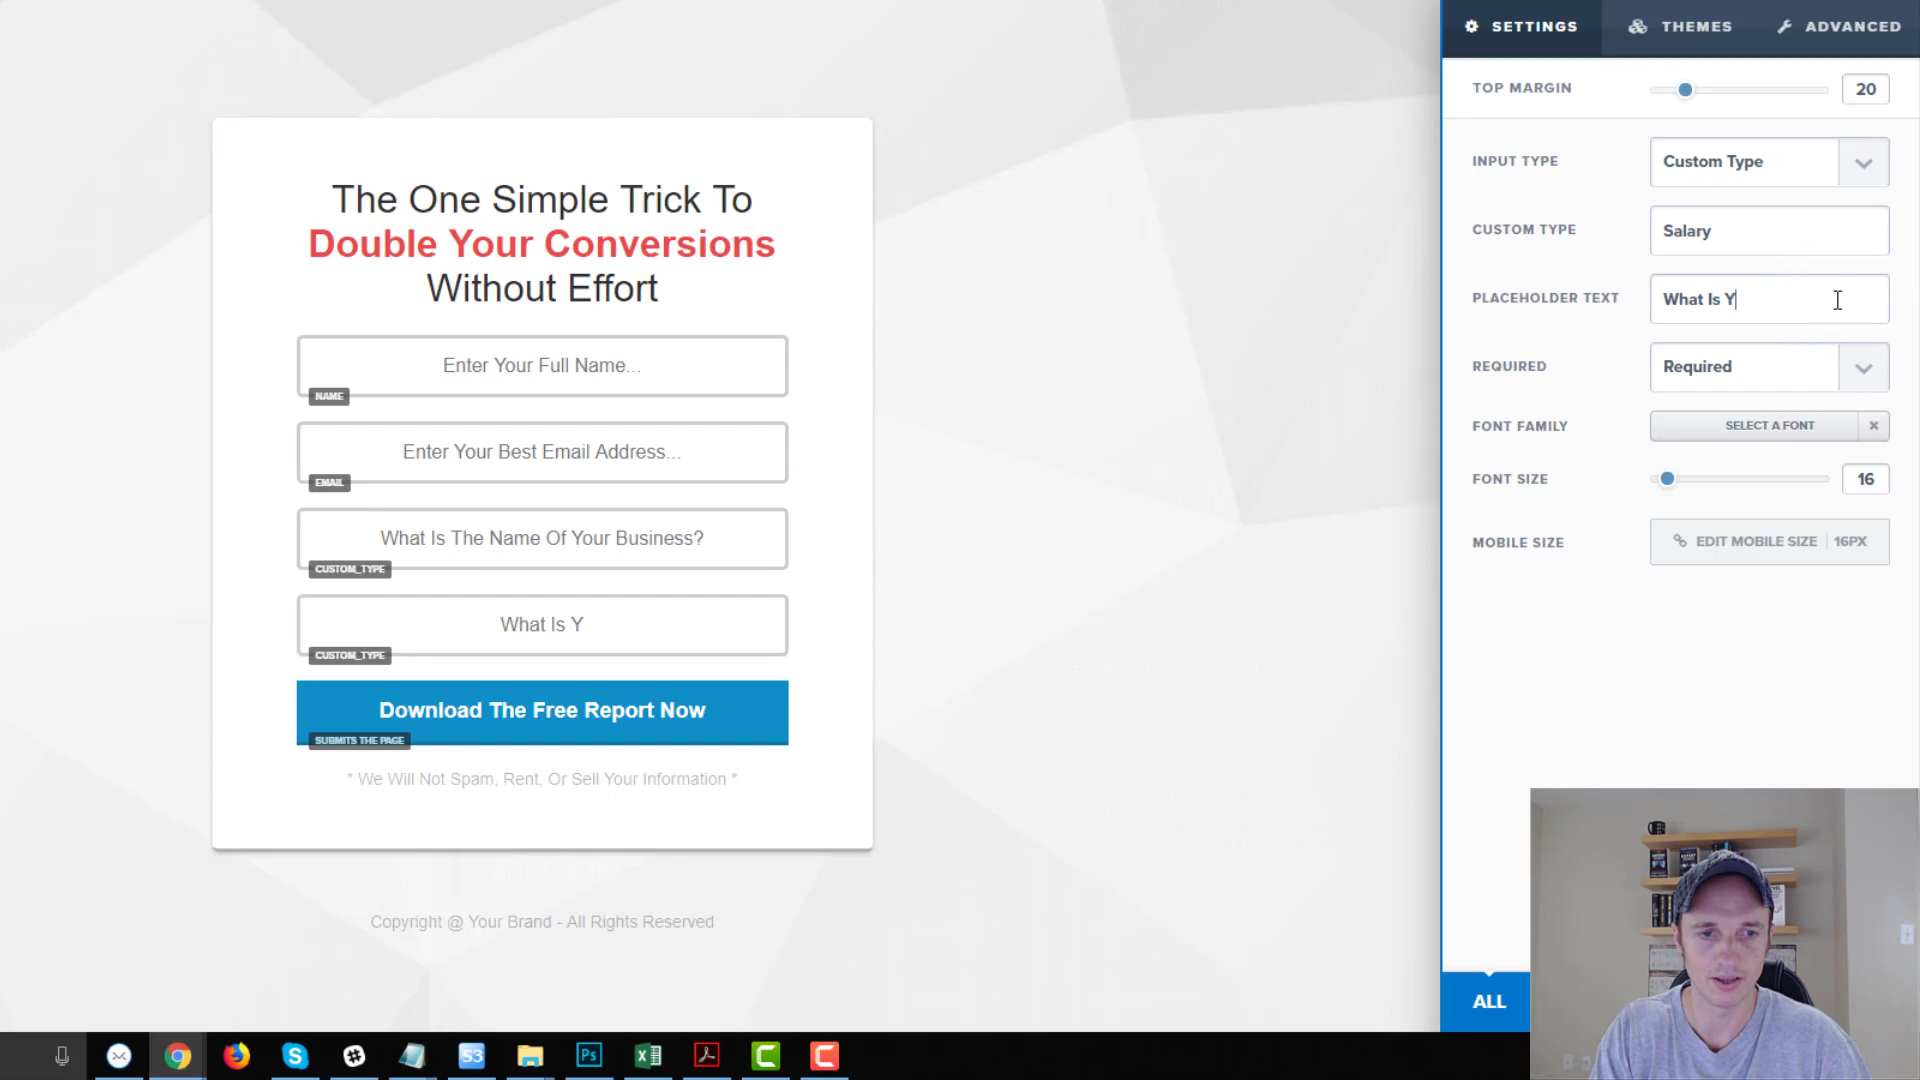 SETTINGS
THEMES
ADVANCED
TOP MARGIN
20
INPUT TYPE
Custom Type
CUSTOM TYPE
Salary
PLACEHOLDER TEXT
What Is Y
REQUIRED
Required
FONT FAMILY
SELECT A FONT
FONT SIZE
16
MOBILE SIZE
EDIT MOBILE SIZE
16PX
ALL
The One Simple Trick To
Double Your Conversions
Without Effort
Enter Your Full Name...
NAME
Enter Your Best Email Address...
EMAIL
What Is The Name Of Your Business?
CUSTOM_TYPE
What Is Y
CUSTOM_TYPE
Download The Free Report Now
SUBMITS THE PAGE
* We Will Not Spam, Rent, Or Sell Your Information *
Copyright @ Your Brand - All Rights Reserved
S3
Ps